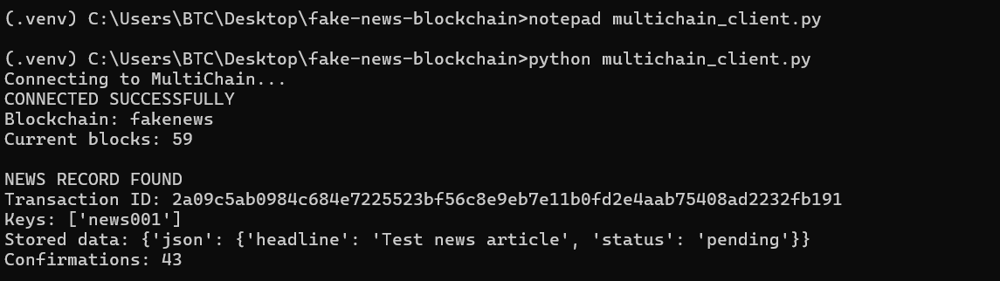 (.venv) C:\Users\BTC\Desktop\fake-news-blockchain>notepad multichain_client.py
(.venv) C:\Users\BTC\Desktop\fake-news-blockchain>python multichain_client.py
Connecting to MultiChain...
CONNECTED SUCCESSFULLY
Blockchain: fakenews
Current blocks: 59
NEWS RECORD FOUND
Transaction ID: 2a09c5ab0984c684e7225523bf56c8e9eb7e11b0fd2e4aab75408ad2232fb191
Keys: ['news001']
Stored data: {'json': {'headline': 'Test news article', 'status': 'pending'}}
Confirmations: 43